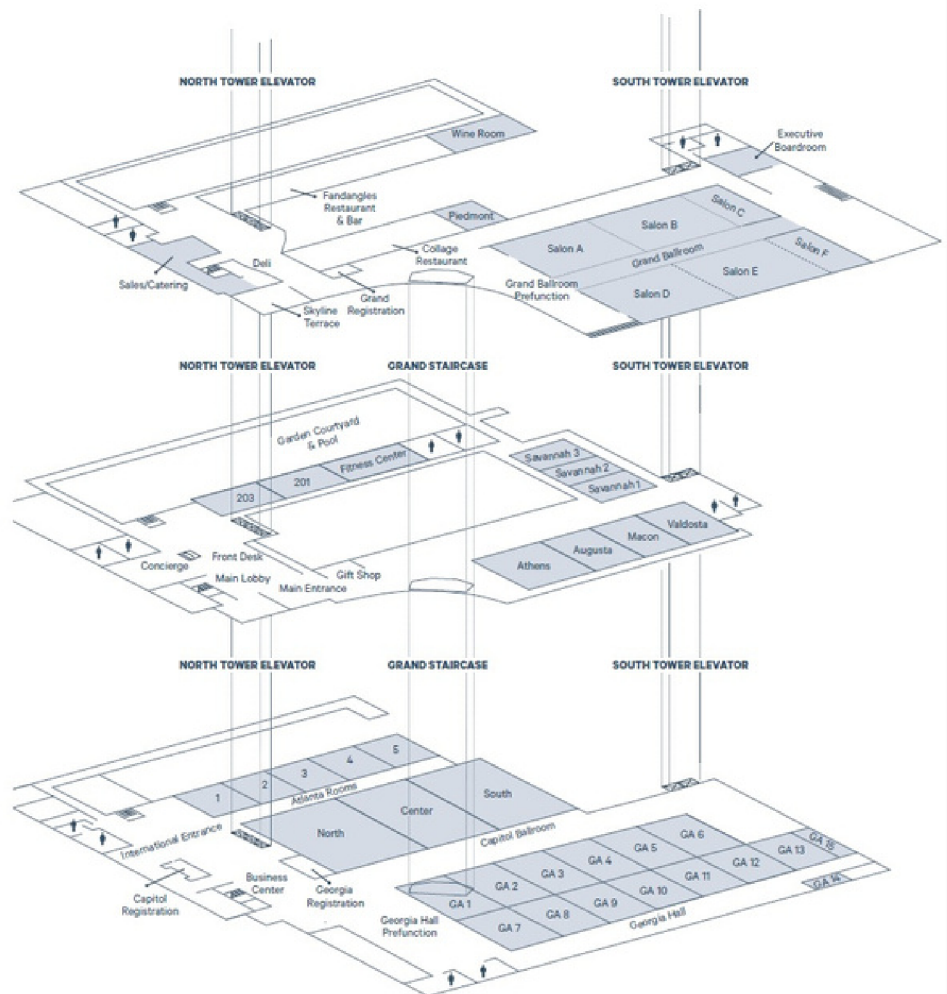 NORTH TOWER ELEVATOR
SOUTH TOWER ELEVATOR
Wine Room
Executive
Boardroom
Fandangles
Restaurant
& Bar
Piedmont
Salon C
Salon B
Salon A
Collage
Restaurant
Grand Ballroom
Salon F
Salon E
Salon D
Deli
Sales/Catering
Grand
Registration
Grand Ballroom
Prefunction
Skyline
Terrace
NORTH TOWER ELEVATOR
GRAND STAIRCASE
SOUTH TOWER ELEVATOR
Garden Courtyard
& Pool
Fitness Center
201
203
Savannah 3
Savannah 2
Savannah 1
Valdosta
Macon
Augusta
Athens
Concierge
Front Desk
Main Lobby
Main Entrance
Gift Shop
NORTH TOWER ELEVATOR
GRAND STAIRCASE
SOUTH TOWER ELEVATOR
5
4
3
2
1
Atlanta Rooms
South
Center
North
Capitol Ballroom
International Entrance
Capitol
Registration
Business
Center
Georgia
Registration
Georgia Hall
Prefunction
GA 1
GA 2
GA 3
GA 4
GA 5
GA 6
GA 7
GA 8
GA 9
GA 10
GA 11
GA 12
GA 13
GA 15
GA 14
Georgia Hall